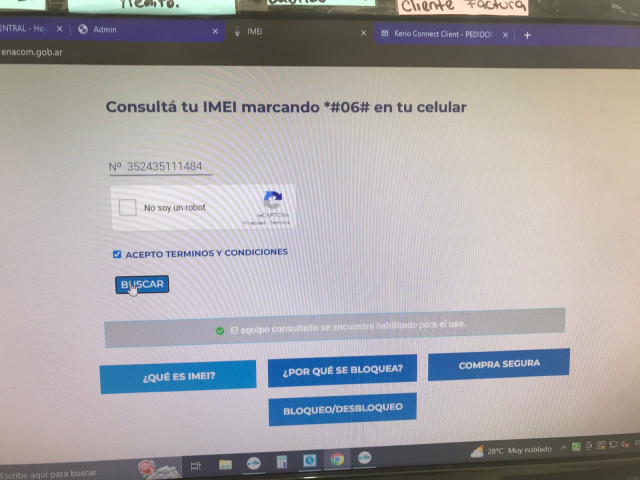 Cliente Factura
ENTRAL - Ho
Admin
IMEI
Kerio Connect Client - PEDIDOS
enacom.gob.ar
Consultá tu IMEI marcando *#06# en tu celular
Nº 352435111484
No soy un robot
reCAPTCHA
Privacidad - Términos
ACEPTO TERMINOS Y CONDICIONES
BUSCAR
El equipo consultado se encuentra habilitado para el uso.
¿QUÉ ES IMEI?
¿POR QUÉ SE BLOQUEA?
COMPRA SEGURA
BLOQUEO/DESBLOQUEO
Escribe aquí para buscar
28°C Muy nublado